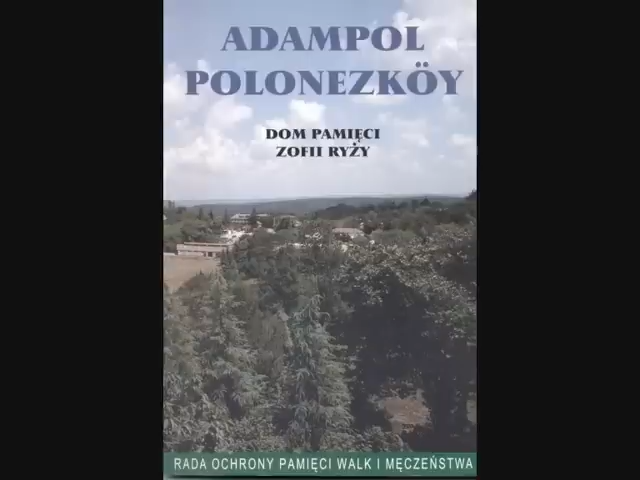 ADAMPOL
POLONEZKÖY
DOM PAMIĘCI
ZOFII RYŻY
RADA OCHRONY PAMIĘCI WALK I MĘCZEŃSTWA